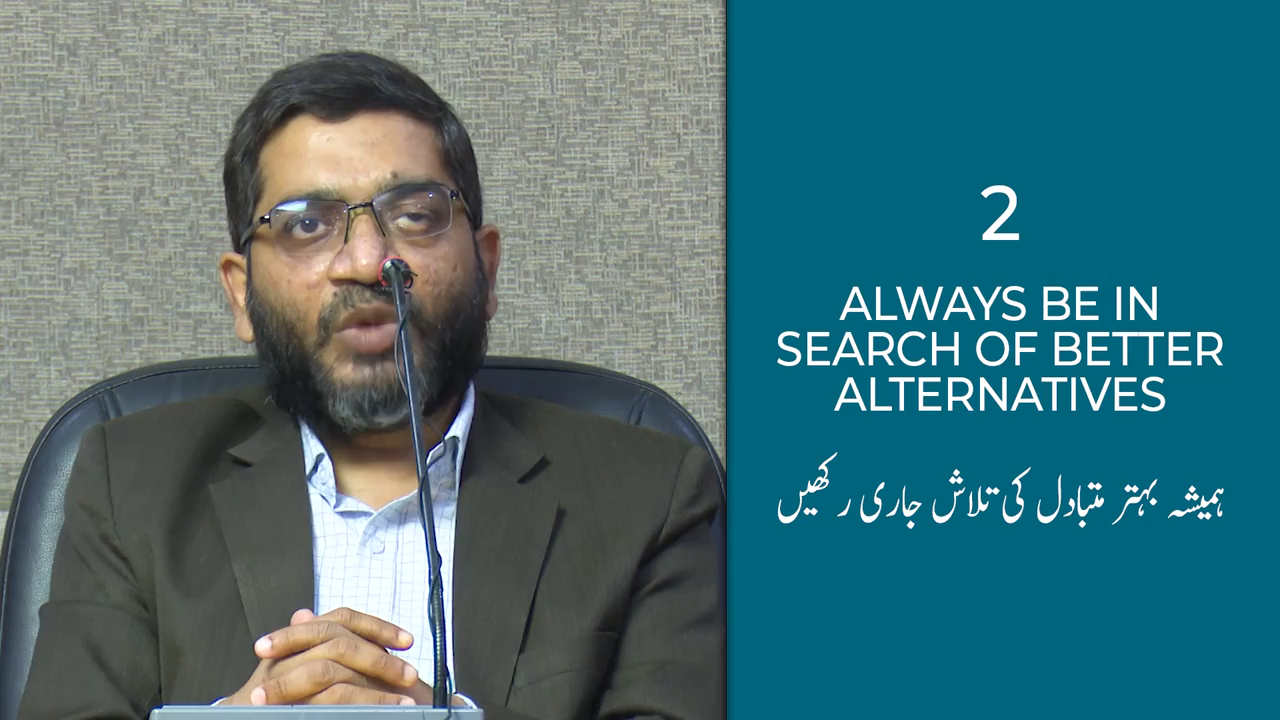 2
ALWAYS BE IN
SEARCH OF BETTER
ALTERNATIVES
ہمیشہ بہتر متبادل کی تلاش جاری رکھیں